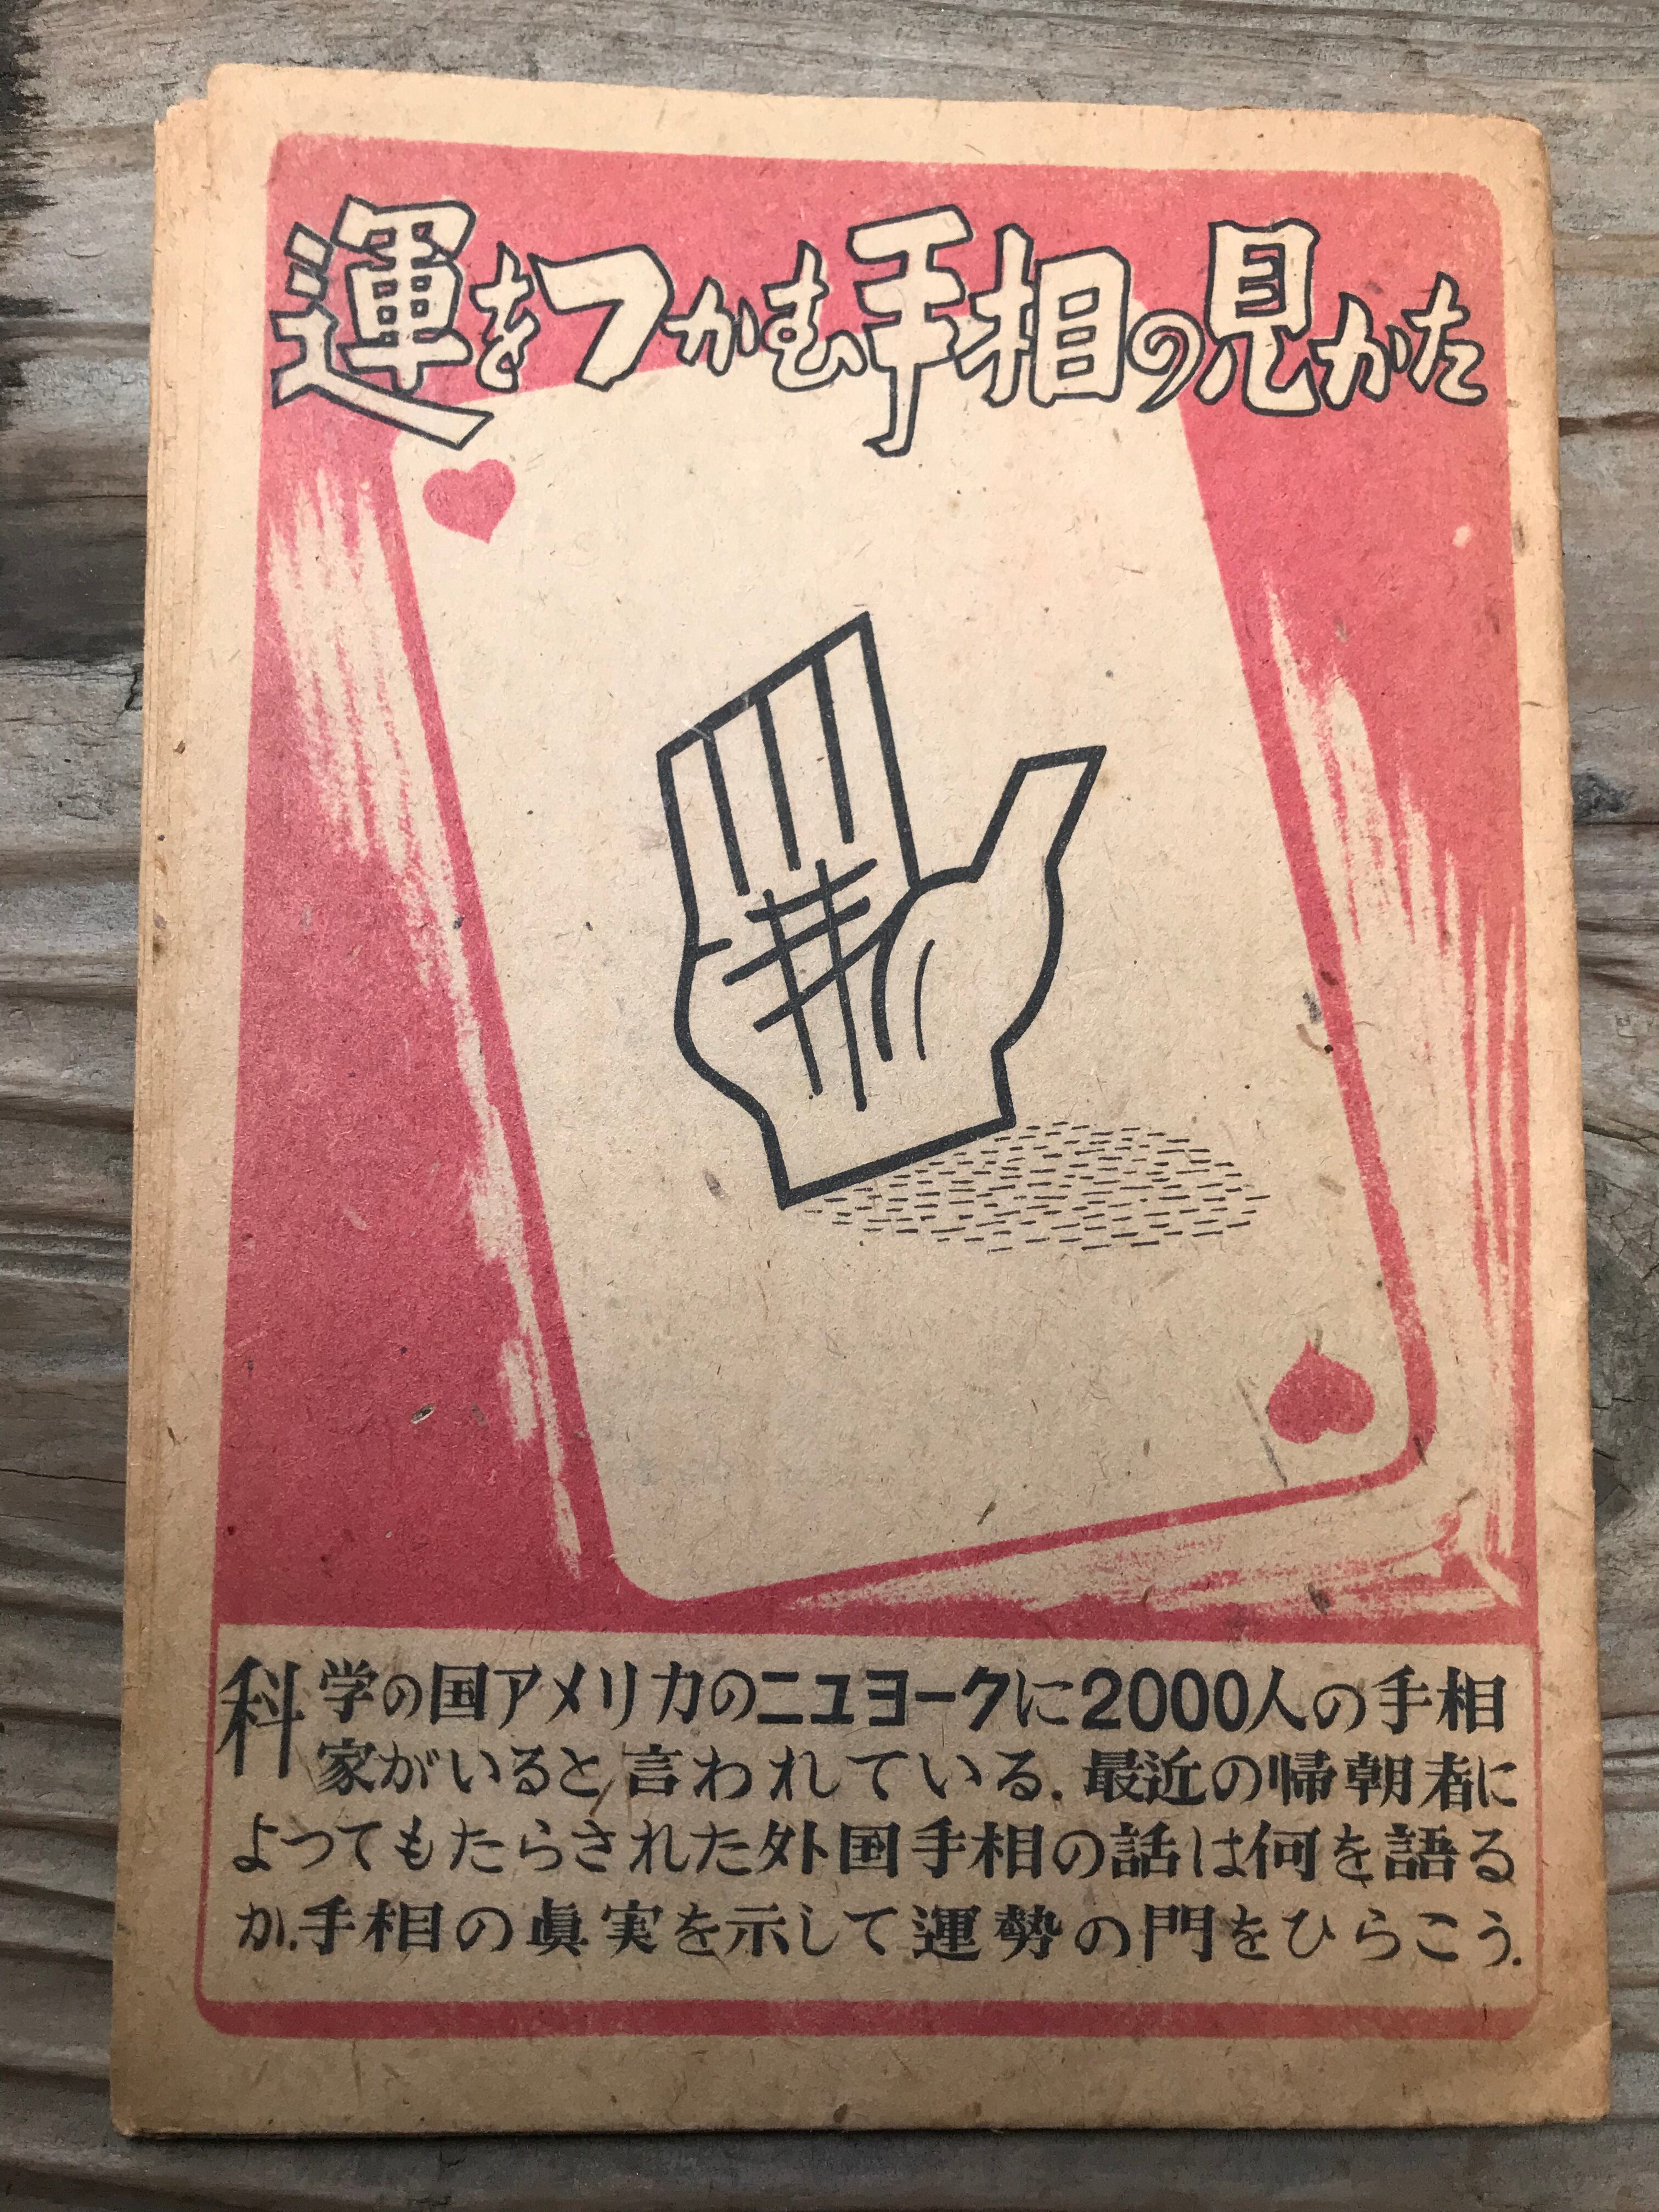 運をつかむ手相の見かた
科学の国アメリカのニユヨークに2000人の手相
家がいると言われている.最近の帰朝者に
よつてもたらされた外国手相の話は何を語る
か.手相の眞実を示して運勢の門をひらこう.